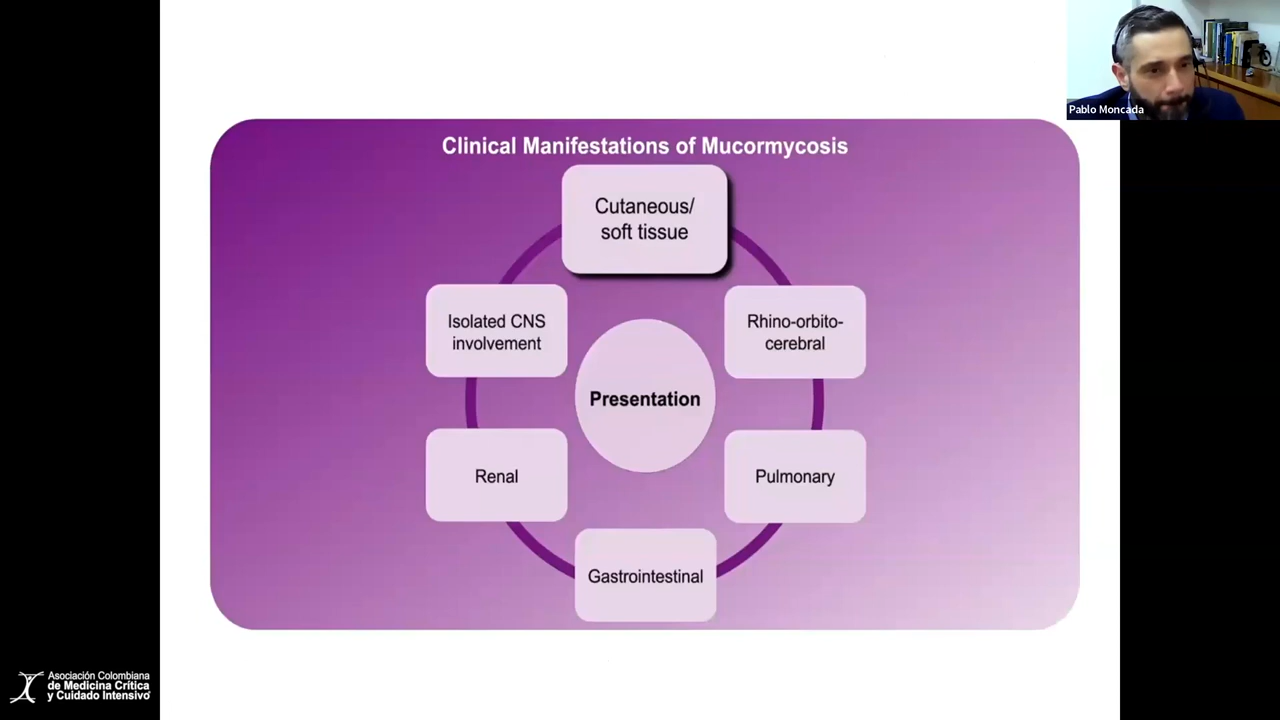 Pablo Moncada
Clinical Manifestations of Mucormycosis
Cutaneous/
soft tissue
Isolated CNS
involvement
Rhino-orbito-
cerebral
Presentation
Renal
Pulmonary
Gastrointestinal
Asociación Colombiana
de Medicina Crítica
y Cuidado Intensivo